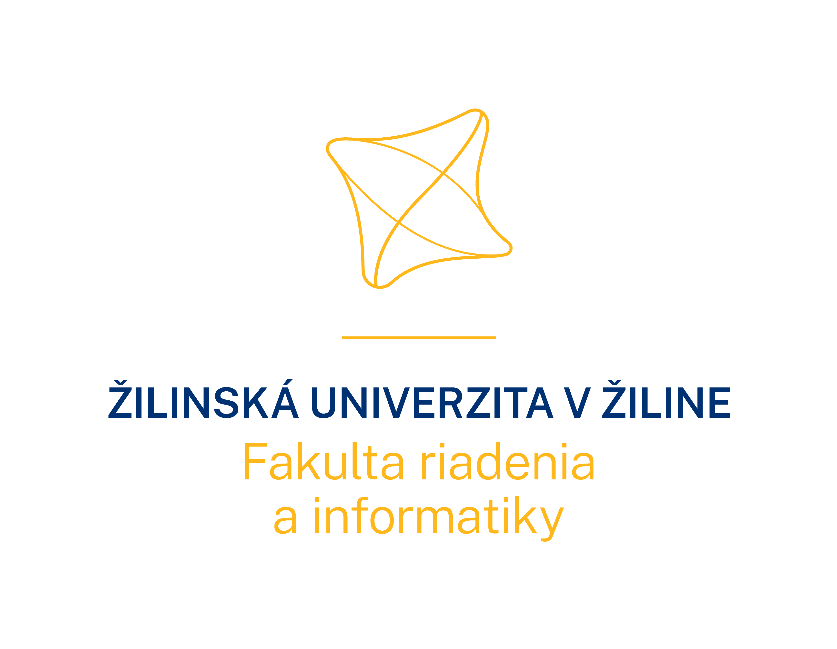 ŽILINSKÁ UNIVERZITA V ŽILINE
Fakulta riadenia
a informatiky